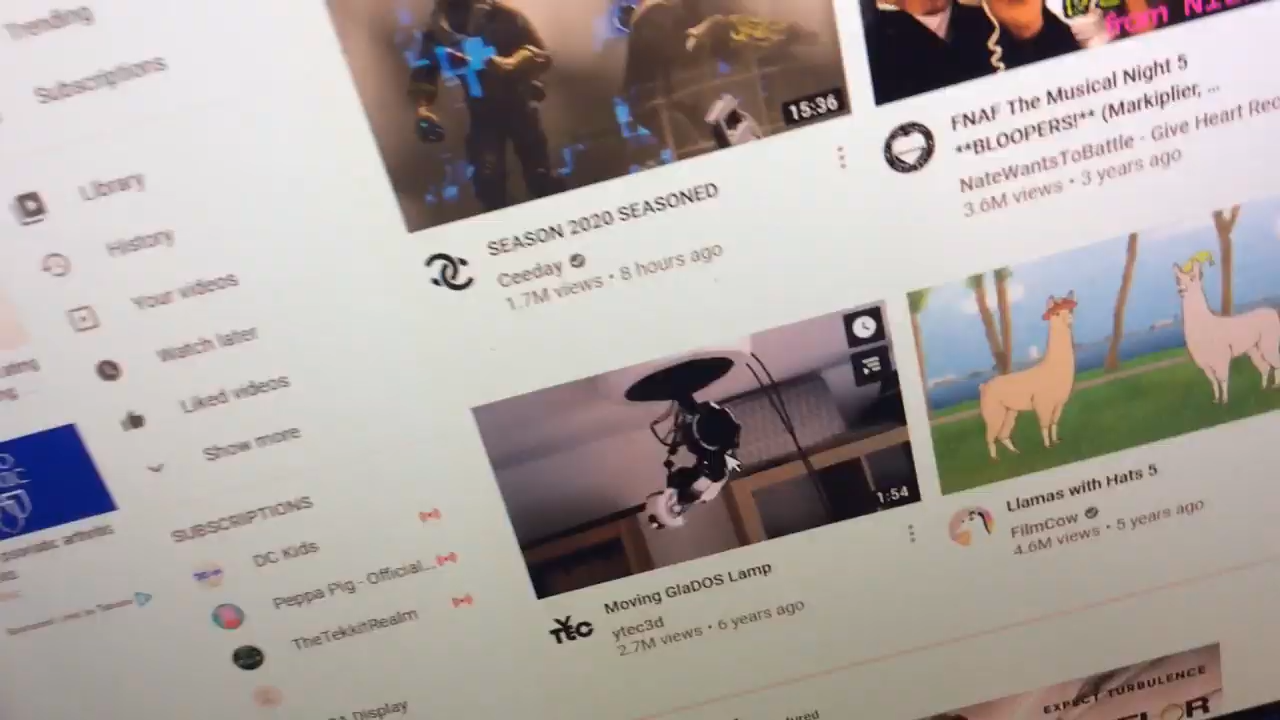 Trending
Subscriptions
Library
History
Your videos
Watch later
Liked videos
Show more
SUBSCRIPTIONS
DC Kids
Peppa Pig - Official...
TheTekkitRealm
Display
15:36
SEASON 2020 SEASONED
Ceeday
1.7M views • 8 hours ago
from
FNAF The Musical Night 5
**BLOOPERS!** (Markiplier, ...
NateWantsToBattle - Give Heart Rec
3.6M views • 3 years ago
1:54
YTEC
Moving GlaDOS Lamp
ytec3d
2.7M views • 6 years ago
Llamas with Hats 5
FilmCow
4.6M views • 5 years ago
EXPECT TURBULENCE